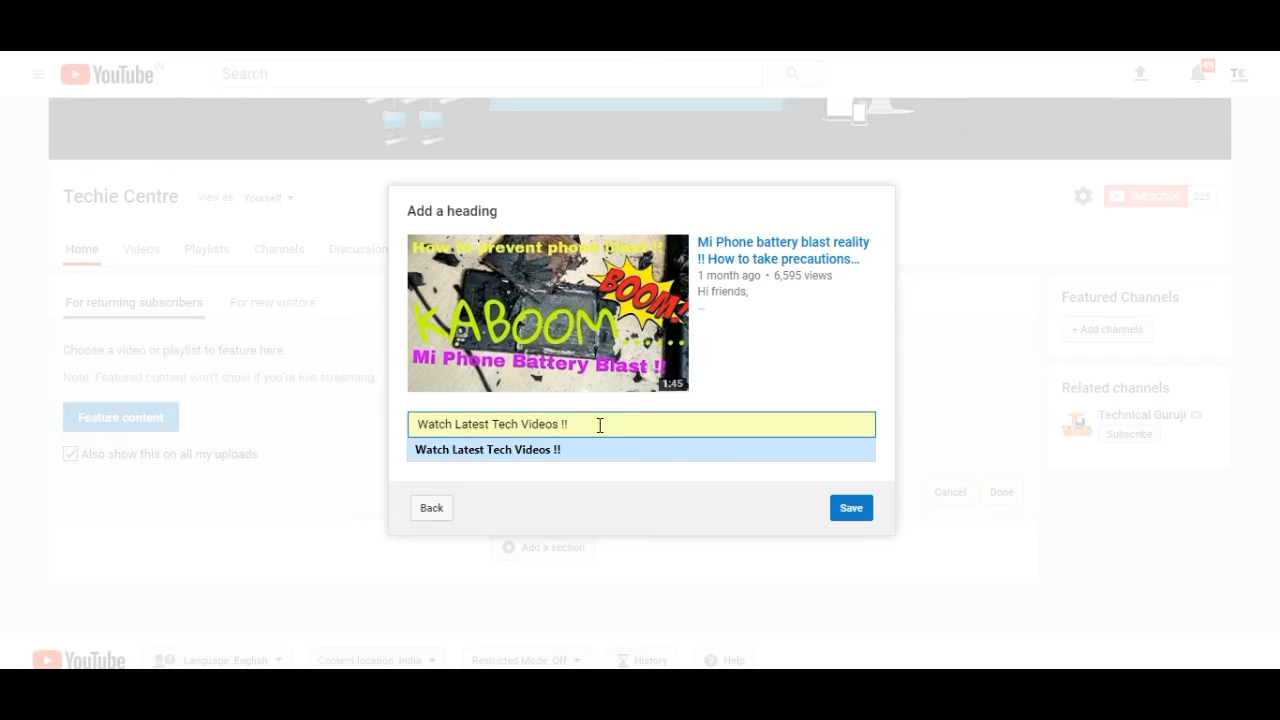 YouTube IN
Search
49
TC
Techie Centre
View as
Yourself
Subscribe 225
Home
Videos
Playlists
Channels
Discussion
For returning subscribers
For new visitors
Choose a video or playlist to feature here.
Note: Featured content won't show if you're live streaming.
Feature content
Also show this on all my uploads.
Cancel
Done
Add a section
Featured Channels
+ Add channels
Related channels
Technical Guruji
Subscribe
Add a heading
How to prevent phone blast !!
BOOM!
KABOOM......
Mi Phone Battery Blast !!
1:45
Mi Phone battery blast reality
!! How to take precautions...
1 month ago • 6,595 views
Hi friends,
...
Watch Latest Tech Videos !!
Watch Latest Tech Videos !!
Back
Save
YouTube
Language: English
Content location: India
Restricted Mode: Off
History
Help